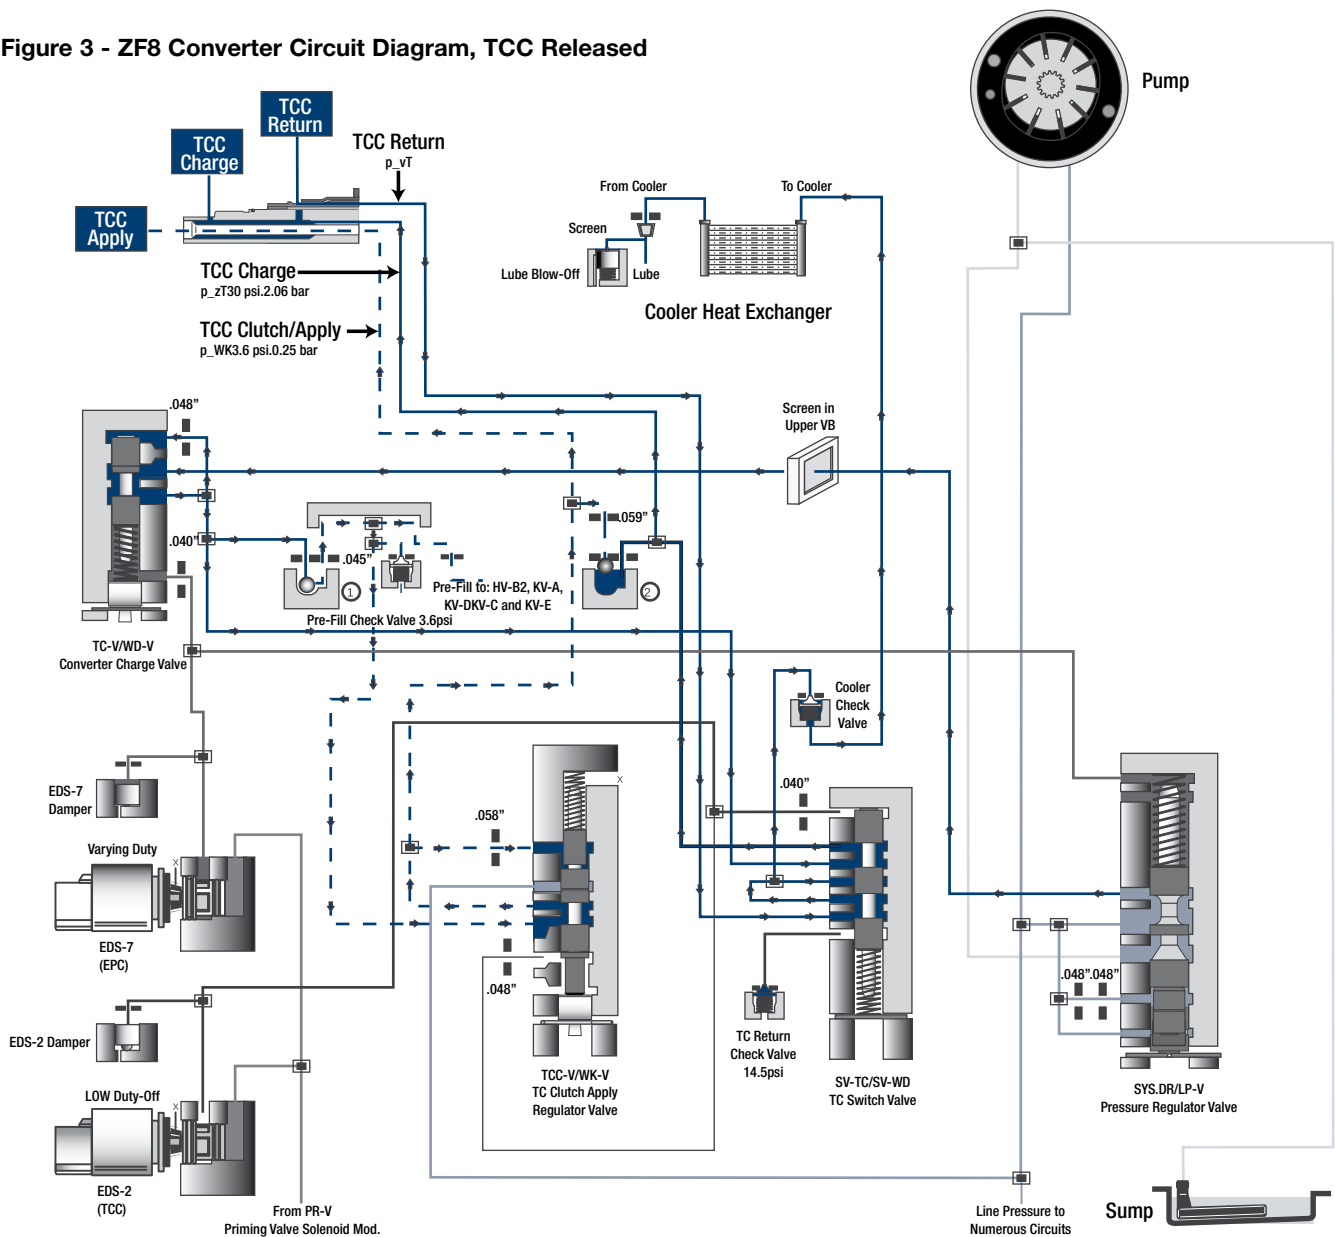 Figure 3 - ZF8 Converter Circuit Diagram, TCC Released
Pump
TCC
Return
TCC
Charge
TCC
Apply
TCC Return
p_vT
TCC Charge
p_zT30 psi.2.06 bar
TCC Clutch/Apply
p_WK3.6 psi.0.25 bar
From Cooler
To Cooler
Screen
Lube Blow-Off
Lube
Cooler Heat Exchanger
Screen in
Upper VB
.048”
.040”
.045”
.059”
1
2
Pre-Fill to: HV-B2, KV-A,
KV-DKV-C and KV-E
Pre-Fill Check Valve 3.6psi
TC-V/WD-V
Converter Charge Valve
Cooler
Check
Valve
EDS-7
Damper
Varying Duty
X
EDS-7
(EPC)
X
.058”
.048”
.040”
.048”
.048”
TC Return
Check Valve
14.5psi
TCC-V/WK-V
TC Clutch Apply
Regulator Valve
SV-TC/SV-WD
TC Switch Valve
SYS.DR/LP-V
Pressure Regulator Valve
EDS-2 Damper
LOW Duty-Off
X
EDS-2
(TCC)
From PR-V
Priming Valve Solenoid Mod.
Line Pressure to
Numerous Circuits
Sump